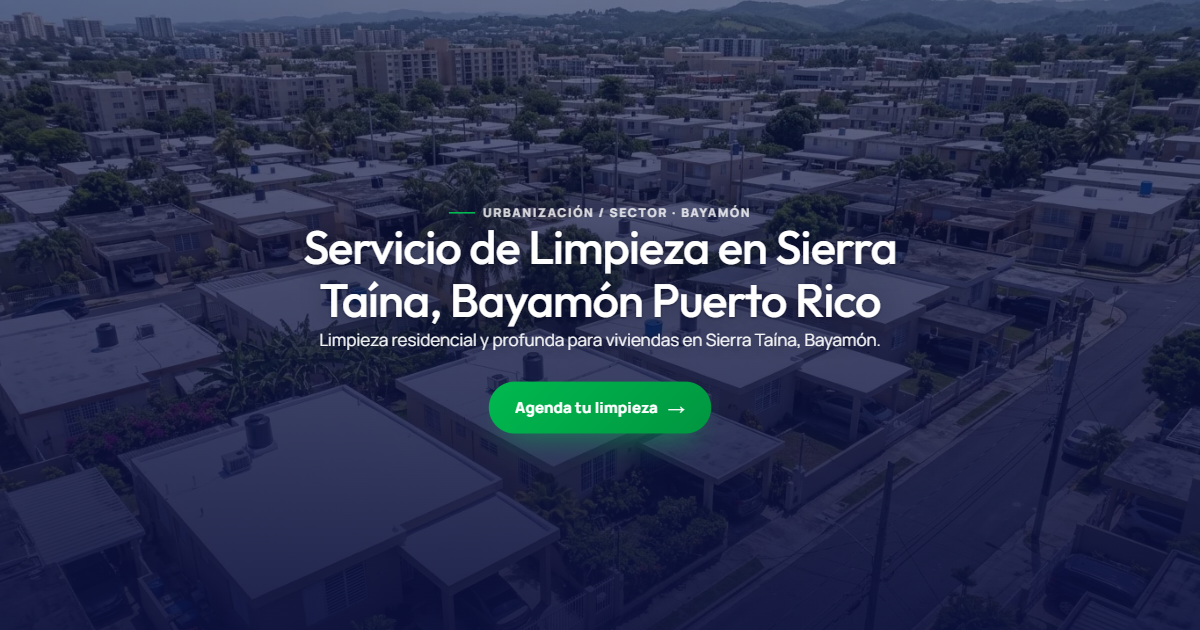 URBANIZACIÓN / SECTOR · BAYAMÓN
Servicio de Limpieza en Sierra
Taína, Bayamón Puerto Rico
Limpieza residencial y profunda para viviendas en Sierra Taína, Bayamón.
Agenda tu limpieza →